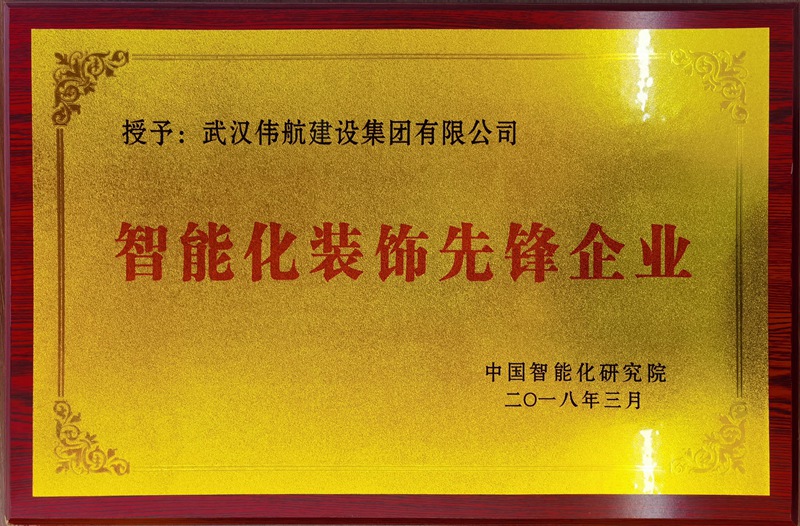 授予：武汉伟航建设集团有限公司
智能化装饰先锋企业
中国智能化研究院
二〇一八年三月